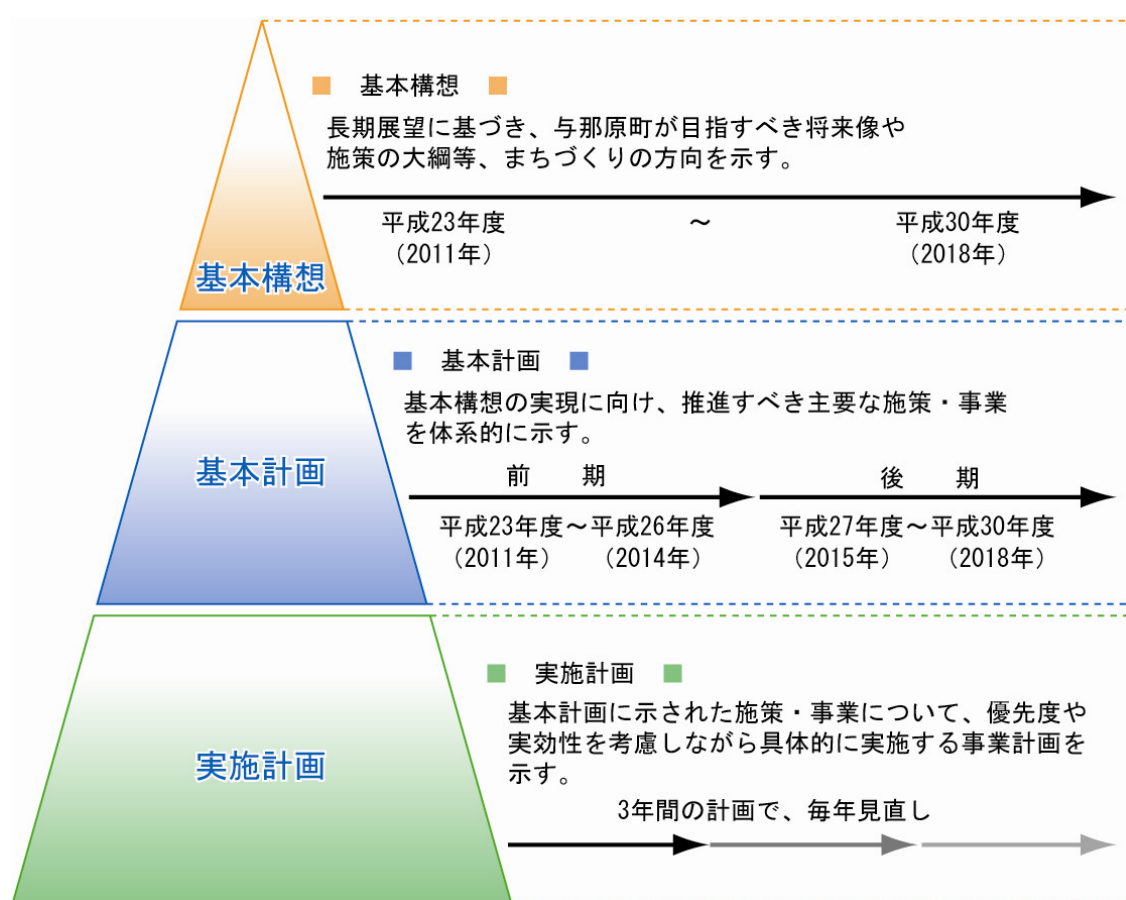 ■ 基本構想 ■
長期展望に基づき、与那原町が目指すべき将来像や
施策の大綱等、まちづくりの方向を示す。
平成23年度 ～ 平成30年度
（2011年） （2018年）
基本構想
■ 基本計画 ■
基本構想の実現に向け、推進すべき主要な施策・事業
を体系的に示す。
前 期 後 期
基本計画
平成23年度～平成26年度 平成27年度～平成30年度
（2011年） （2014年） （2015年） （2018年）
■ 実施計画 ■
基本計画に示された施策・事業について、優先度や
実効性を考慮しながら具体的に実施する事業計画を
示す。
実施計画
3年間の計画で、毎年見直し